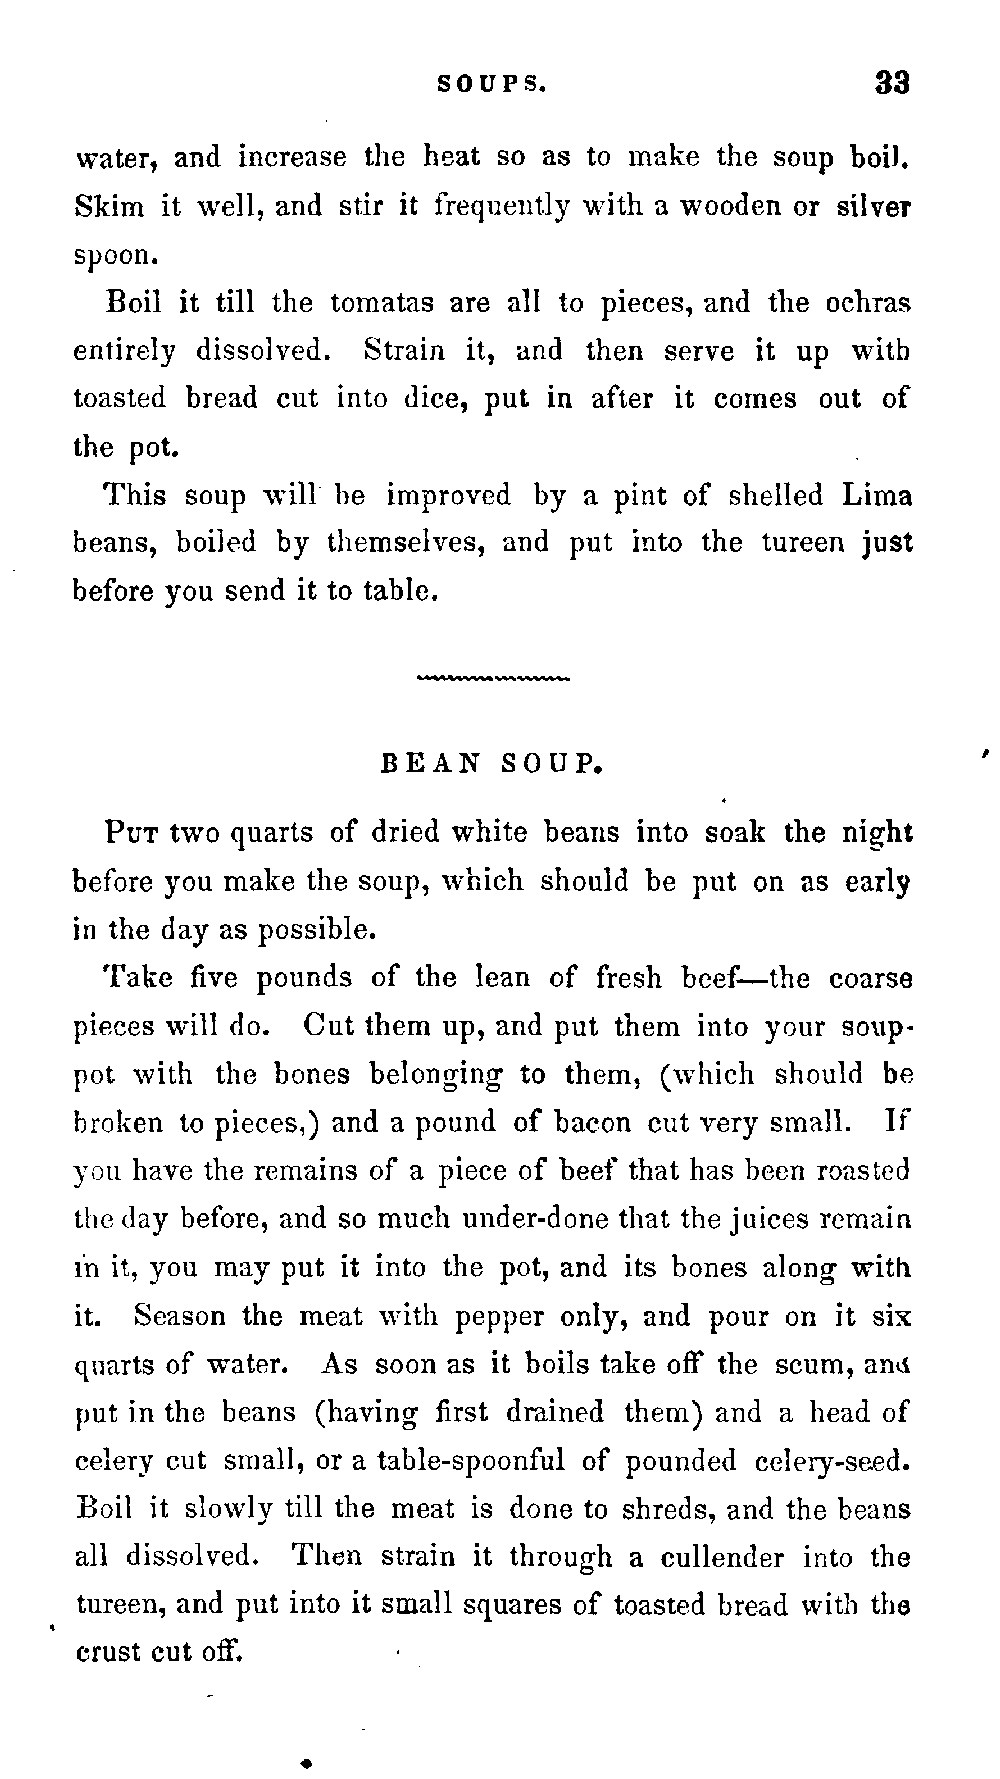 SOUPS. 33
water, and increase the heat so as to make the soup boil.
Skim it well, and stir it frequently with a wooden or silver
spoon.
Boil it till the tomatas are all to pieces, and the ochras
entirely dissolved. Strain it, and then serve it up with
toasted bread cut into dice, put in after it comes out of
the pot.
This soup will be improved by a pint of shelled Lima
beans, boiled by themselves, and put into the tureen just
before you send it to table.
BEAN SOUP.
PUT two quarts of dried white beans into soak the night
before you make the soup, which should be put on as early
in the day as possible.
Take five pounds of the lean of fresh beef—the coarse
pieces will do. Cut them up, and put them into your soup-
pot with the bones belonging to them, (which should be
broken to pieces,) and a pound of bacon cut very small. If
you have the remains of a piece of beef that has been roasted
the day before, and so much under-done that the juices remain
in it, you may put it into the pot, and its bones along with
it. Season the meat with pepper only, and pour on it six
quarts of water. As soon as it boils take off the scum, and
put in the beans (having first drained them) and a head of
celery cut small, or a table-spoonful of pounded celery-seed.
Boil it slowly till the meat is done to shreds, and the beans
all dissolved. Then strain it through a cullender into the
tureen, and put into it small squares of toasted bread with the
crust cut off.